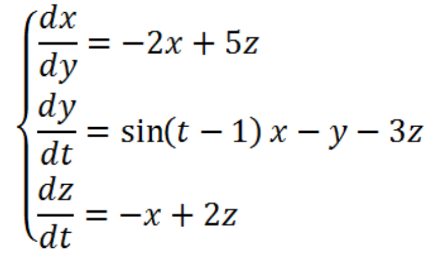 dx/dy = −2x + 5z
dy/dt = sin(t − 1) x − y − 3z
dz/dt = −x + 2z